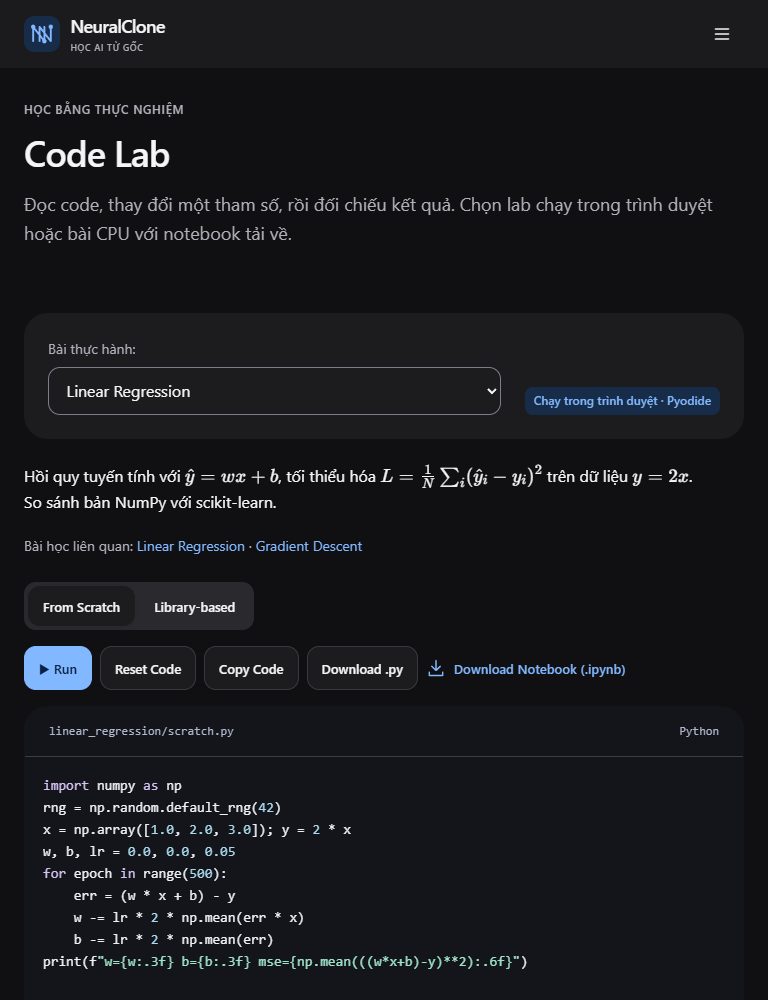 NeuralClone
HỌC AI TỪ GỐC
HỌC BẰNG THỰC NGHIỆM
Code Lab
Đọc code, thay đổi một tham số, rồi đối chiếu kết quả. Chọn lab chạy trong trình duyệt
hoặc bài CPU với notebook tải về.
Bài thực hành:
Linear Regression
Chạy trong trình duyệt · Pyodide
Hồi quy tuyến tính với ŷ = wx + b, tối thiểu hóa L = 1/N ∑ᵢ(ŷᵢ − yᵢ)² trên dữ liệu y = 2x.
So sánh bản NumPy với scikit-learn.
Bài học liên quan: Linear Regression · Gradient Descent
From Scratch Library-based
▶ Run Reset Code Copy Code Download .py Download Notebook (.ipynb)
linear_regression/scratch.py Python
import numpy as np
rng = np.random.default_rng(42)
x = np.array([1.0, 2.0, 3.0]); y = 2 * x
w, b, lr = 0.0, 0.0, 0.05
for epoch in range(500):
    err = (w * x + b) - y
    w -= lr * 2 * np.mean(err * x)
    b -= lr * 2 * np.mean(err)
print(f"w={w:.3f} b={b:.3f} mse={np.mean(((w*x+b)-y)**2):.6f}")